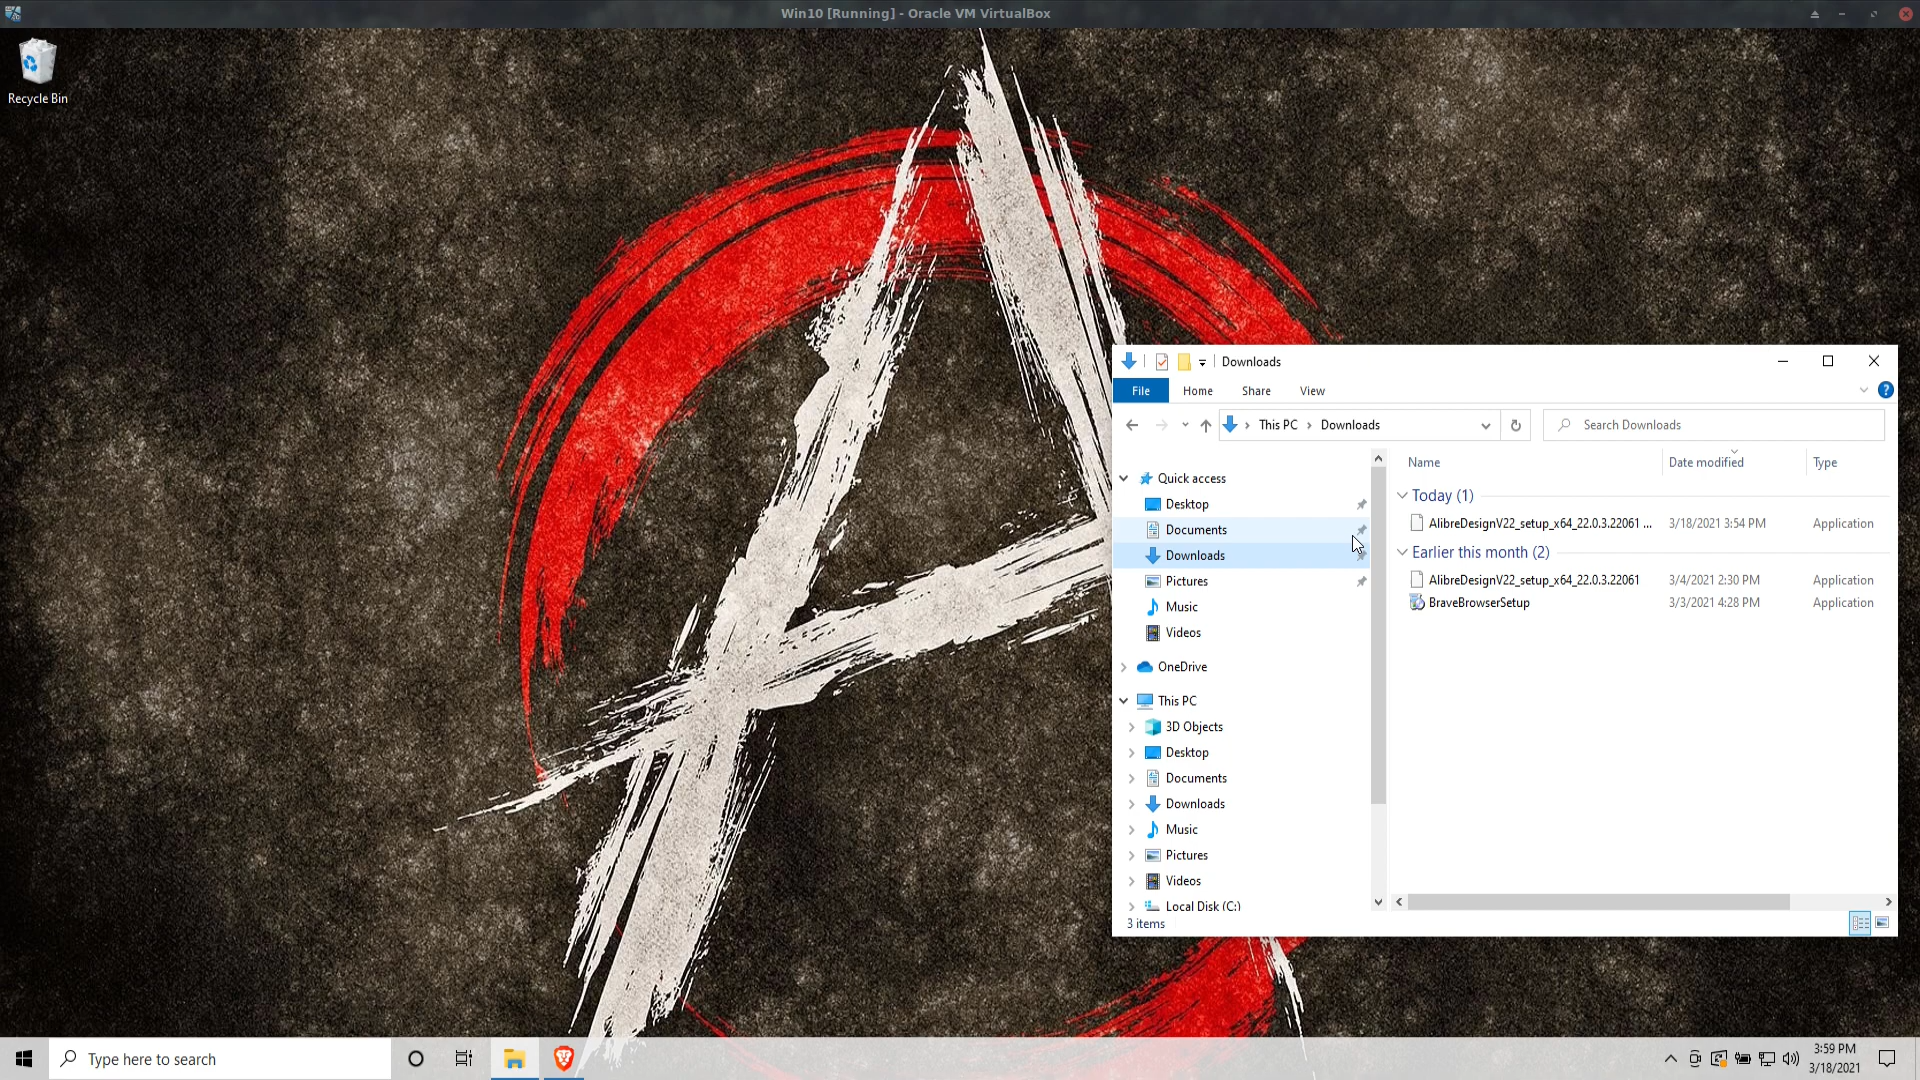 Win10 [Running] - Oracle VM VirtualBox
Recycle Bin
Downloads
File Home Share View
This PC Downloads Search Downloads
Quick access
Desktop
Documents
Downloads
Pictures
Music
Videos
OneDrive
This PC
3D Objects
Desktop
Documents
Downloads
Music
Pictures
Videos
Local Disk (C:)
Name Date modified Type
Today (1)
AlibreDesignV22_setup_x64_22.0.3.22061 ... 3/18/2021 3:54 PM Application
Earlier this month (2)
AlibreDesignV22_setup_x64_22.0.3.22061 3/4/2021 2:30 PM Application
BraveBrowserSetup 3/3/2021 4:28 PM Application
3 items
Type here to search
3:59 PM
3/18/2021